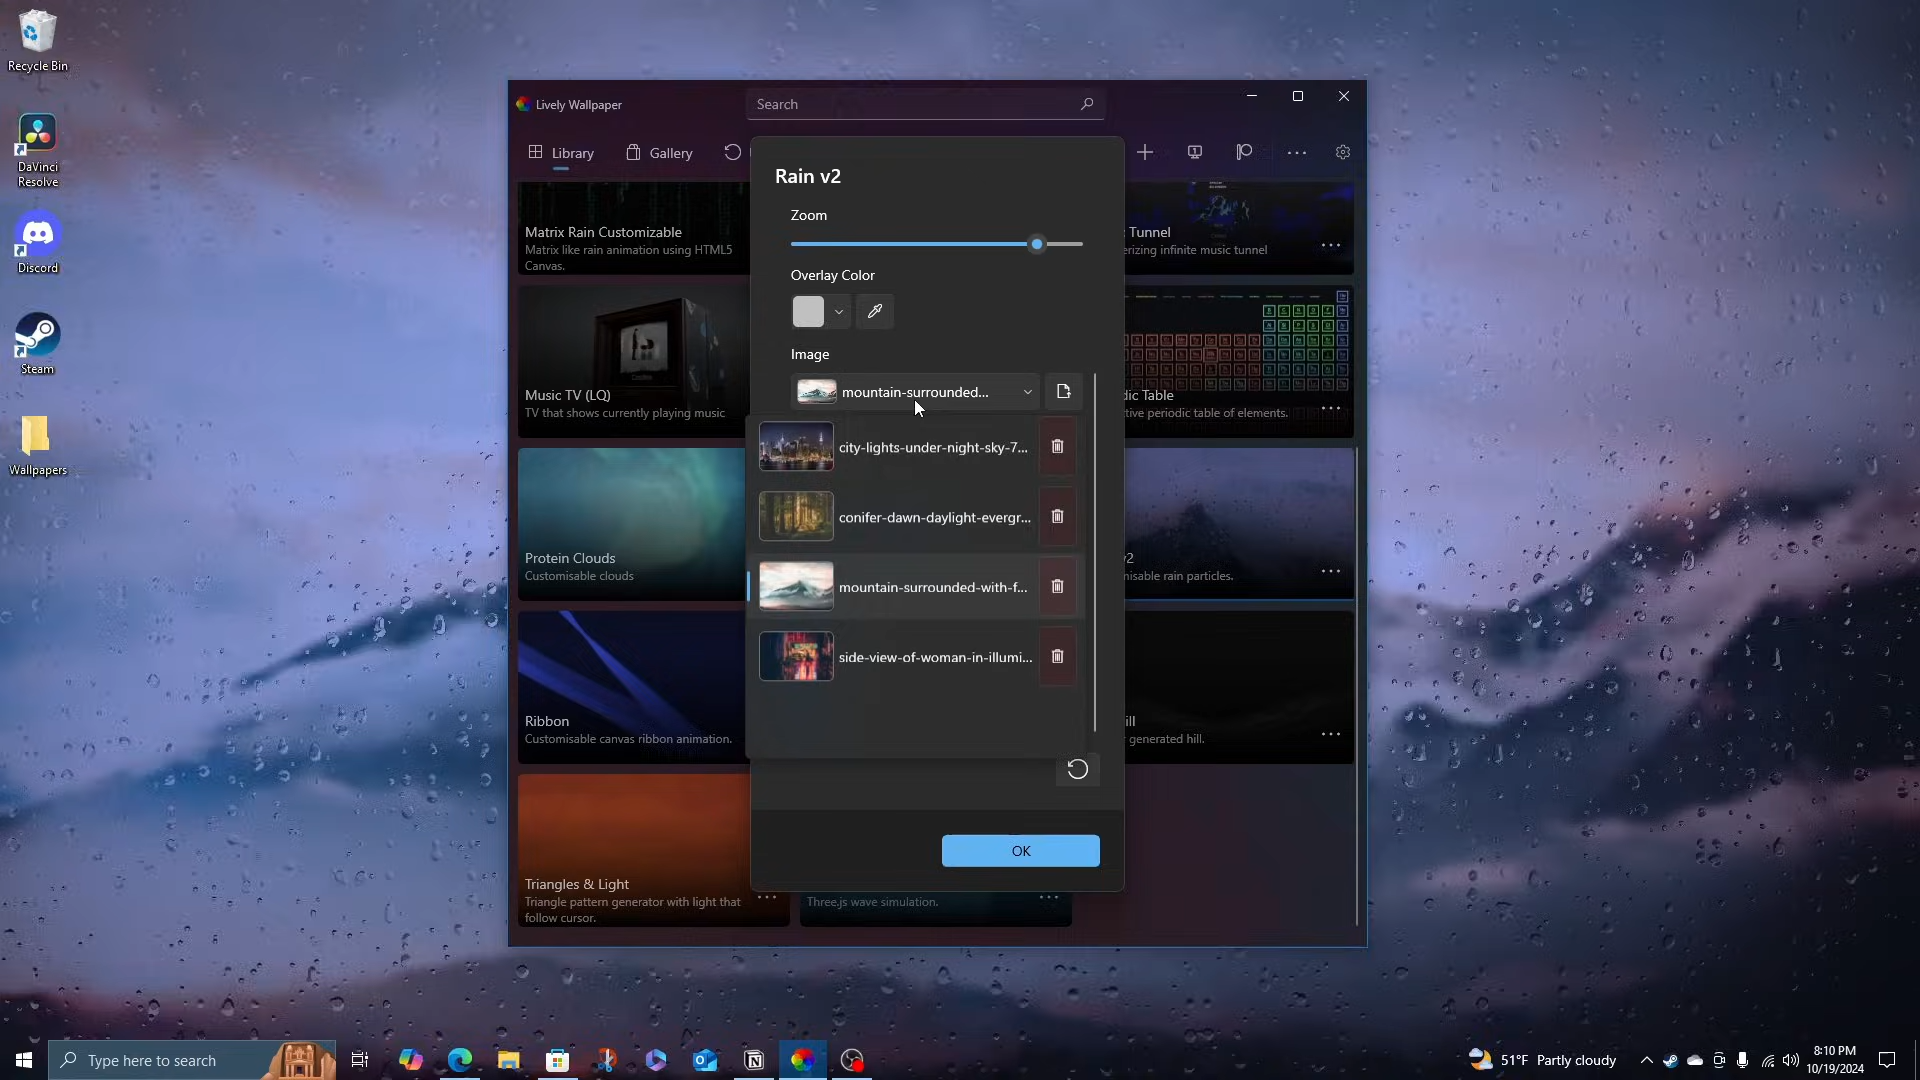 Recycle Bin
DaVinci
Resolve
Discord
Steam
Wallpapers
Lively Wallpaper
Search
Library
Gallery
Matrix Rain Customizable
Matrix like rain animation using HTML5
Canvas.
Tunnel
erizing infinite music tunnel
Music TV (LQ)
TV that shows currently playing music
dic Table
ctive periodic table of elements.
Protein Clouds
Customisable clouds
v2
misable rain particles.
Ribbon
Customisable canvas ribbon animation.
ill
generated hill.
Triangles & Light
Triangle pattern generator with light that
follow cursor.
Three.js wave simulation.
Rain v2
Zoom
Overlay Color
Image
mountain-surrounded...
city-lights-under-night-sky-7...
conifer-dawn-daylight-evergr...
mountain-surrounded-with-f...
side-view-of-woman-in-illumi...
OK
Type here to search
51°F Partly cloudy
8:10 PM
10/19/2024